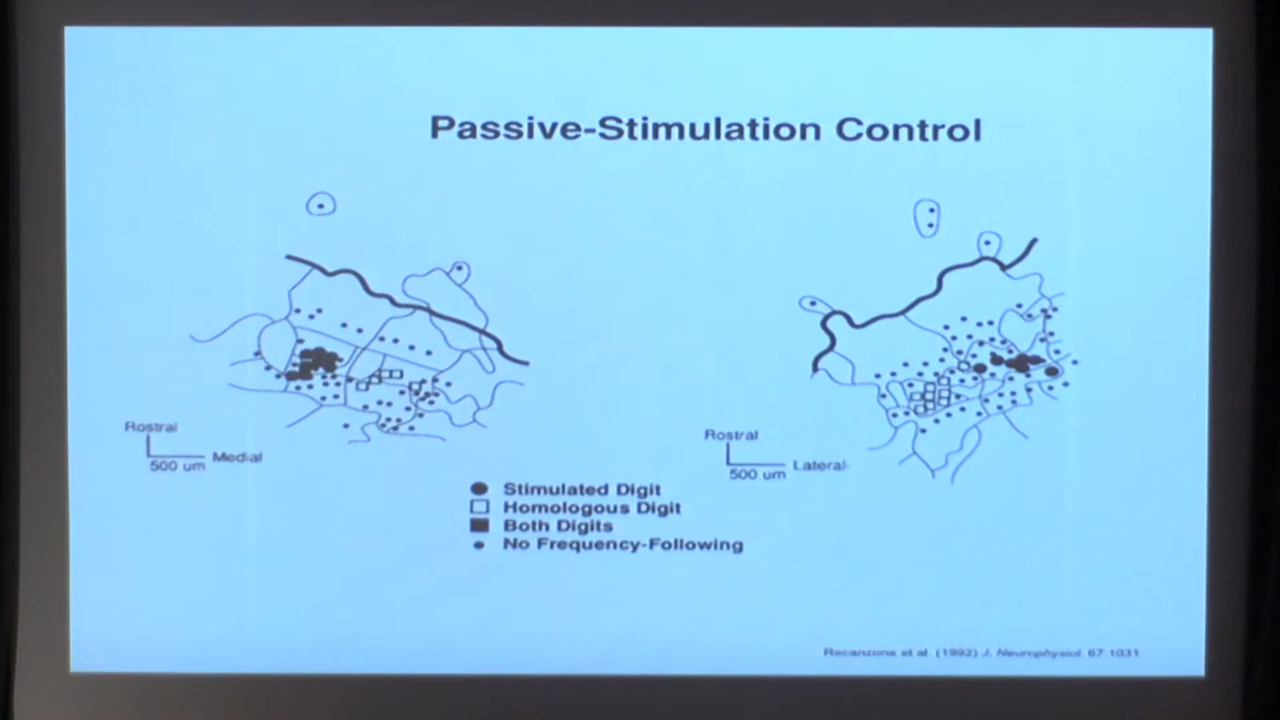 Passive-Stimulation Control
Rostral
500 um
Medial
Rostral
500 um
Lateral
Stimulated Digit
Homologous Digit
Both Digits
No Frequency-Following
Recanzone et al. (1992) J. Neurophysiol. 67:1031